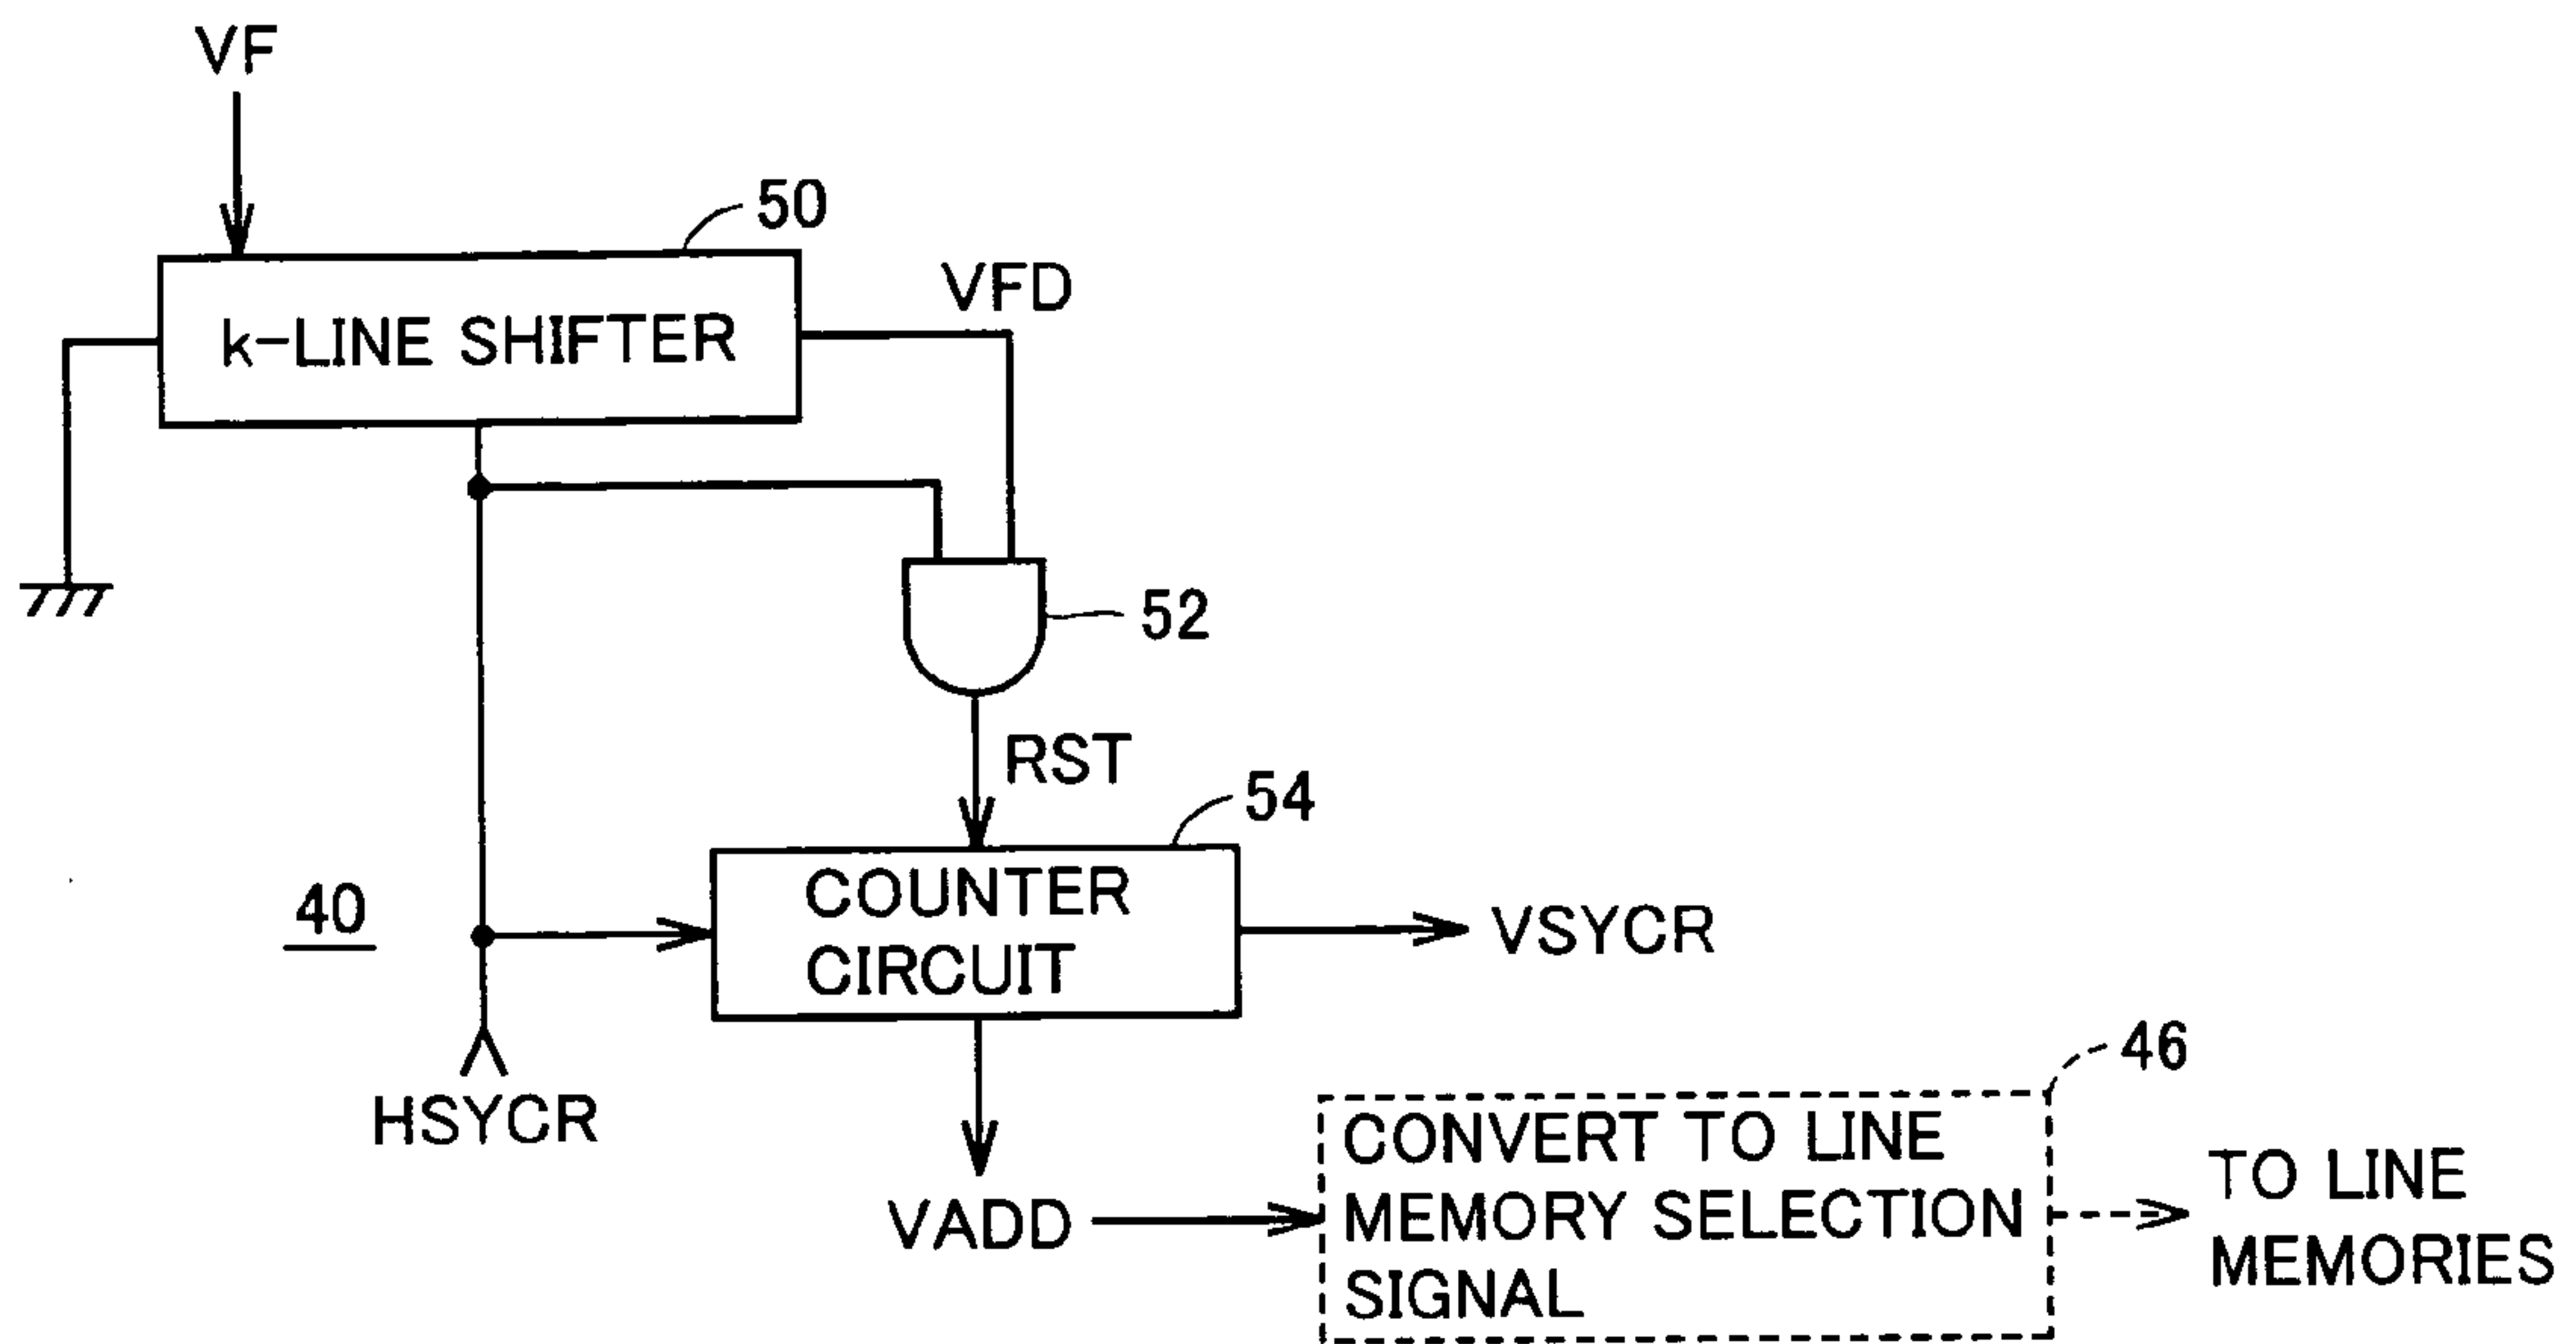 VF
50
k-LINE SHIFTER
VFD
52
RST
54
COUNTER
CIRCUIT
40
VSYCR
HSYCR
46
CONVERT TO LINE
MEMORY SELECTION
SIGNAL
VADD
TO LINE
MEMORIES